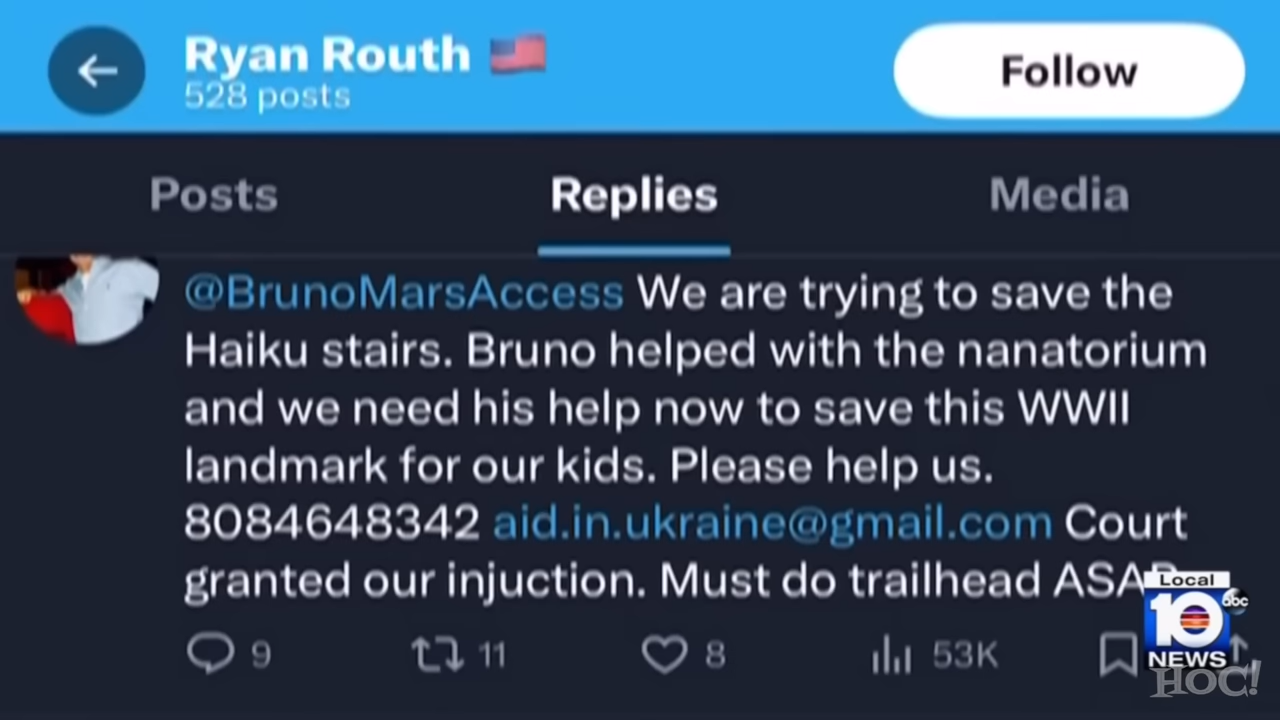 Ryan Routh
528 posts
Follow
Posts
Replies
Media
@BrunoMarsAccess We are trying to save the
Haiku stairs. Bruno helped with the nanatorium
and we need his help now to save this WWII
landmark for our kids. Please help us.
8084648342 aid.in.ukraine@gmail.com Court
granted our injuction. Must do trailhead ASAP
9
11
8
53K
Local
10 abc
NEWS
HOC!